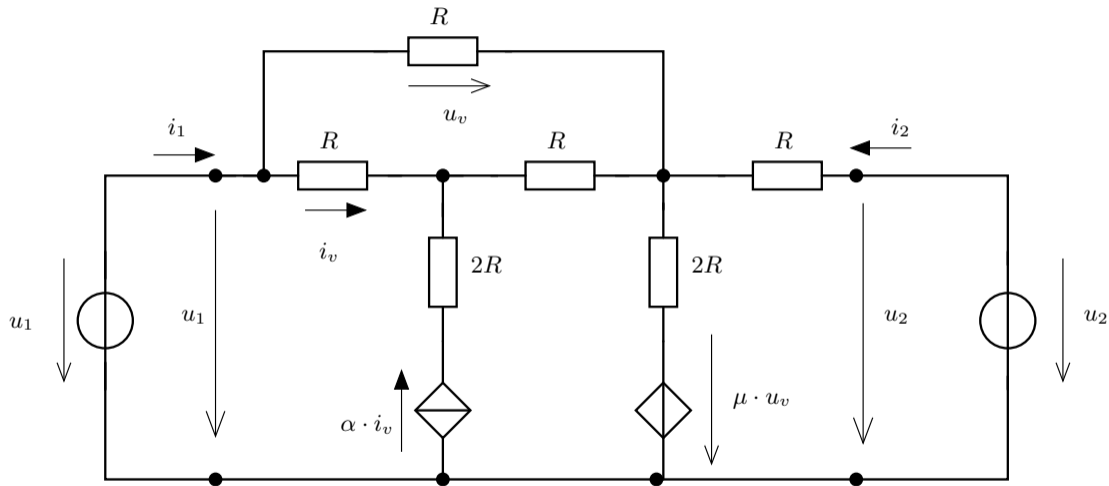 R
u_v
i_1
R
R
R
i_2
i_v
2R
2R
u_1
u_1
u_2
u_2
α · i_v
μ · u_v